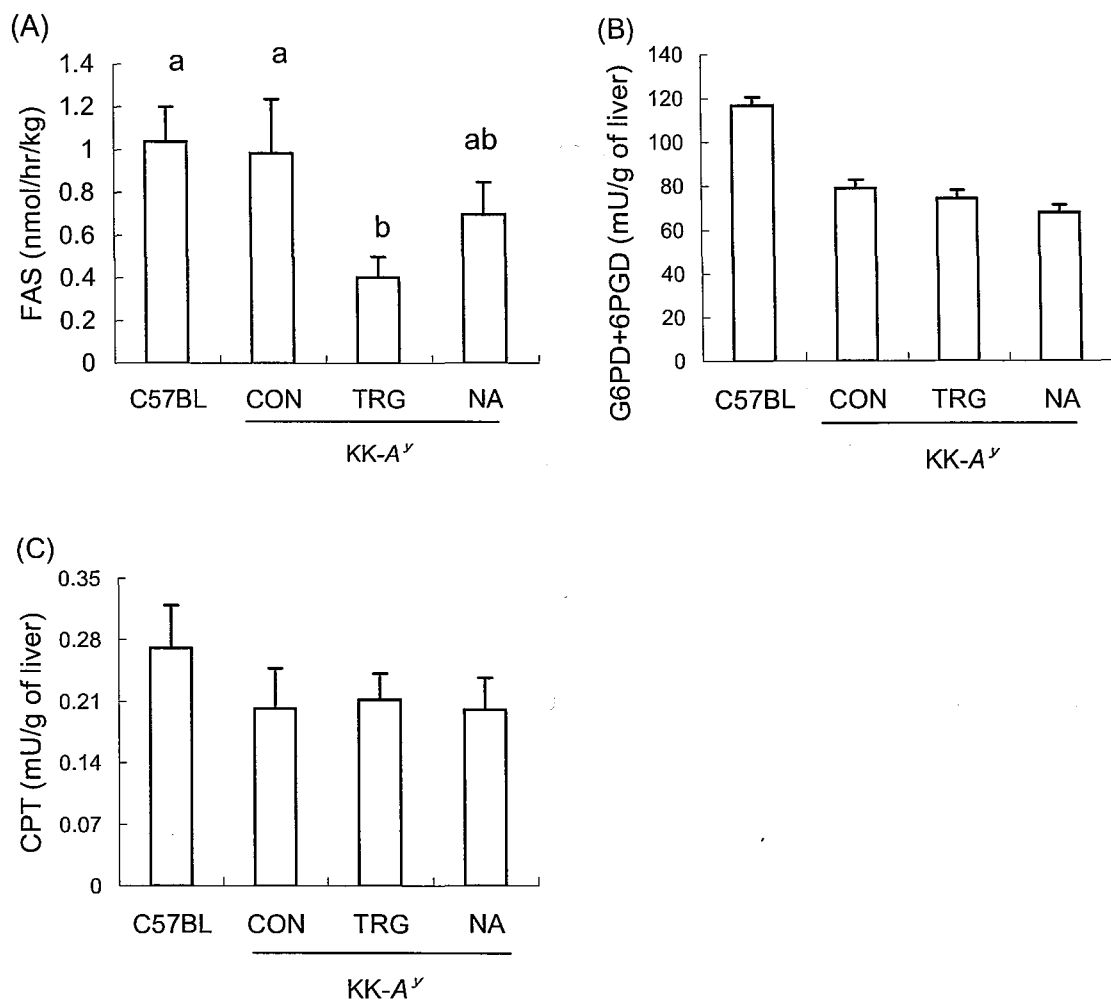 (A)
FAS (nmol/hr/kg)
1.4
1.2
1
0.8
0.6
0.4
0.2
0
a
a
b
ab
C57BL CON TRG NA
KK-Aʸ
(B)
G6PD+6PGD (mU/g of liver)
140
120
100
80
60
40
20
0
C57BL CON TRG NA
KK-Aʸ
(C)
CPT (mU/g of liver)
0.35
0.28
0.21
0.14
0.07
0
C57BL CON TRG NA
KK-Aʸ